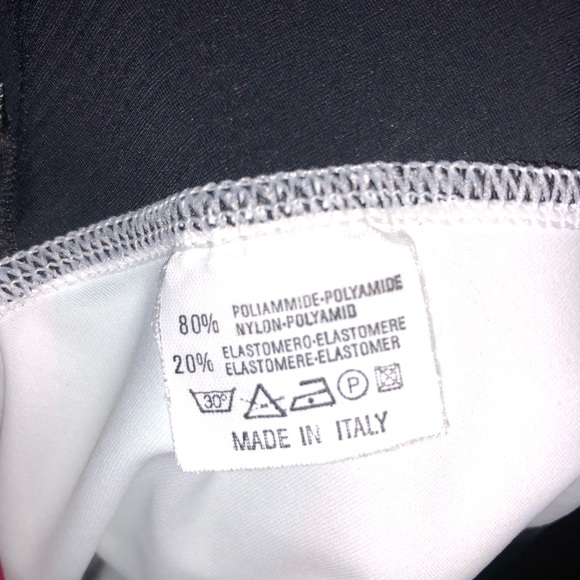 80% POLIAMMIDE-POLYAMIDE
NYLON-POLYAMID
20% ELASTOMERO-ELASTOMERE
ELASTOMERE-ELASTOMER
30° P
MADE IN ITALY